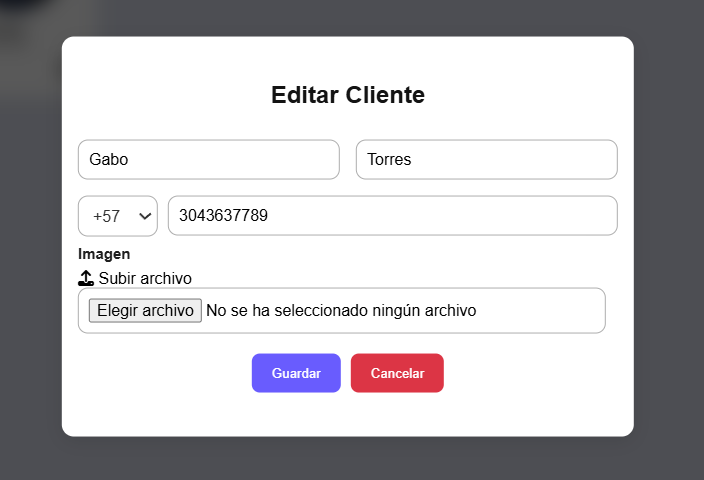 Editar Cliente
Gabo Torres
+57 3043637789
Imagen
Subir archivo
Elegir archivo No se ha seleccionado ningún archivo
Guardar Cancelar